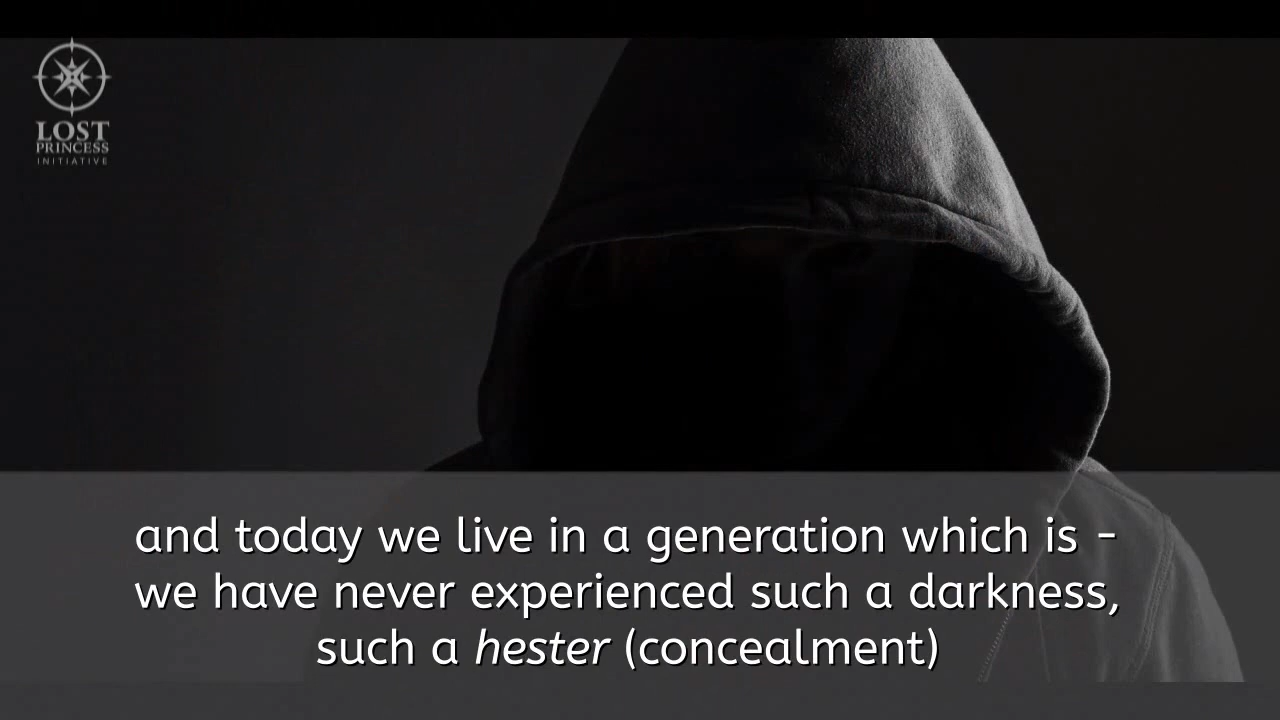 LOST
PRINCESS
INITIATIVE
and today we live in a generation which is -
we have never experienced such a darkness,
such a hester (concealment)